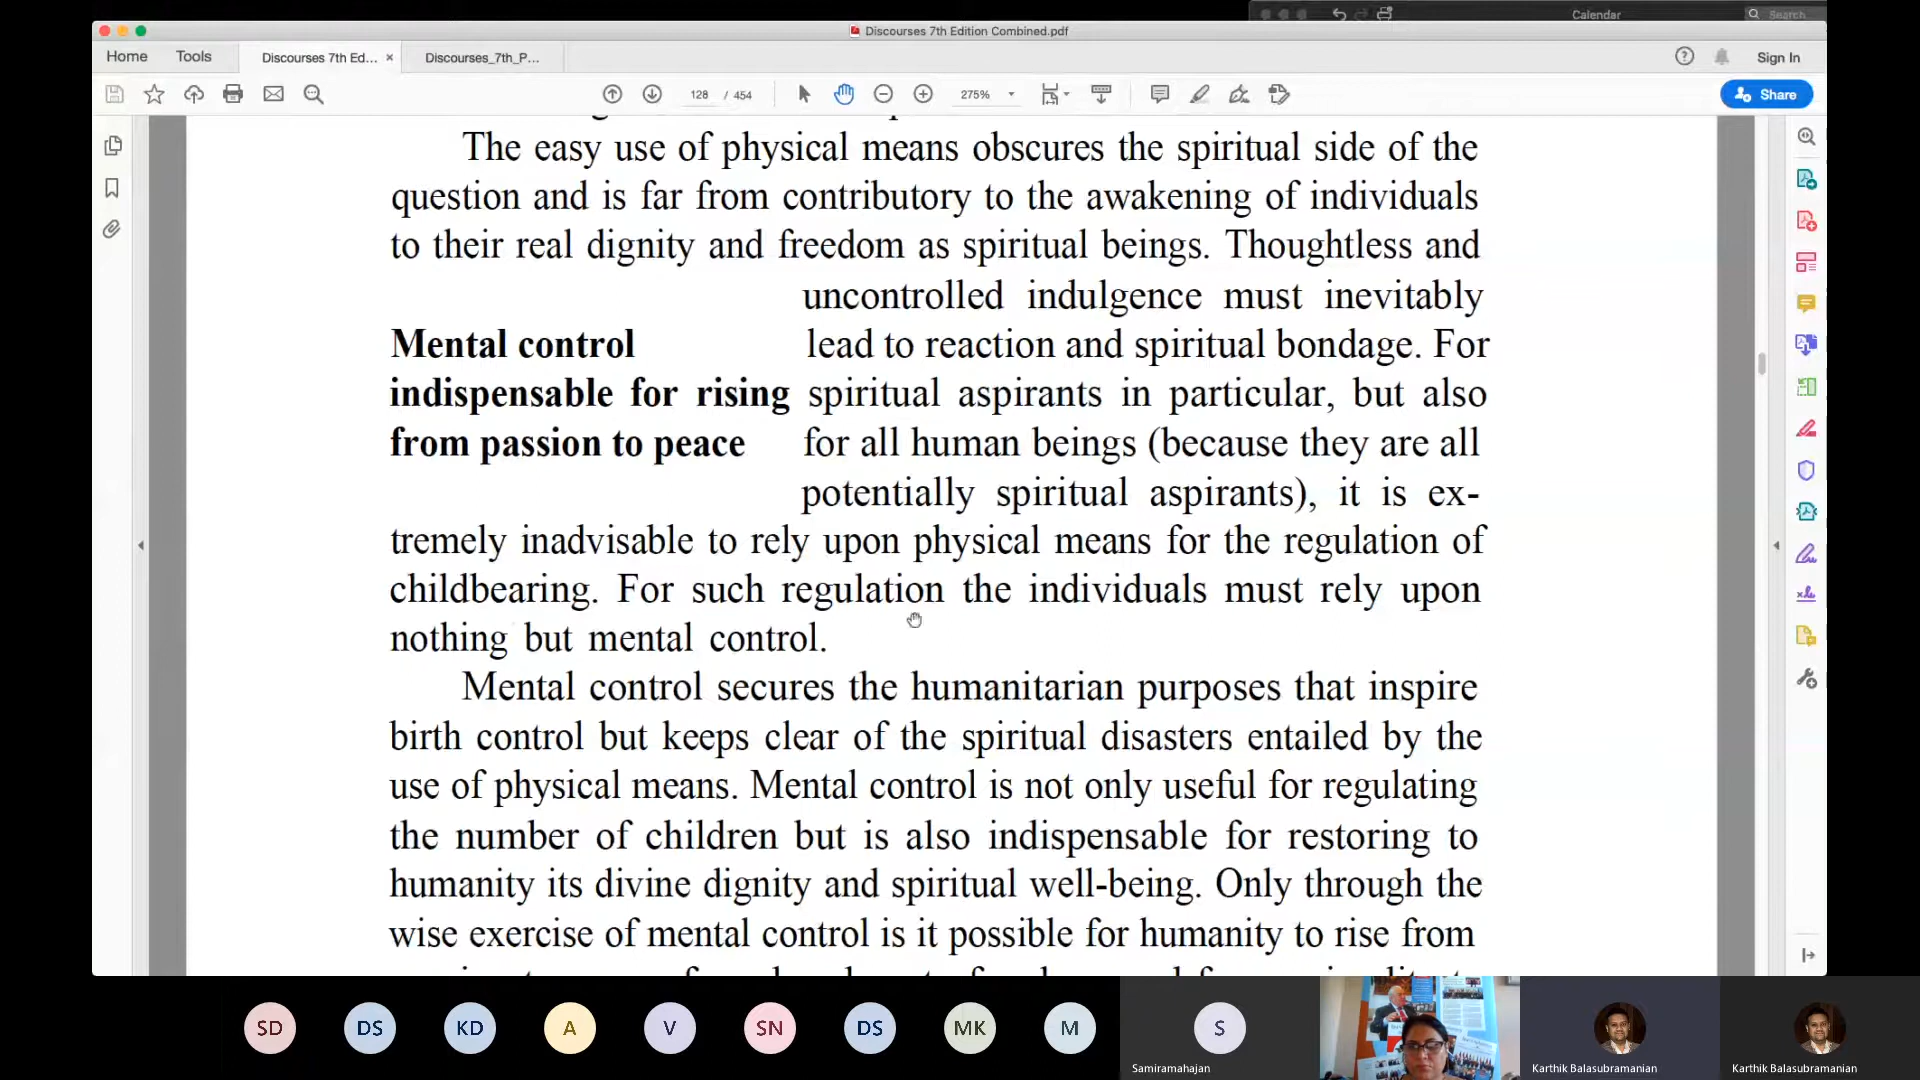 Calendar
Search
Discourses 7th Edition Combined.pdf
Home
Tools
Discourses 7th Ed... ×
Discourses_7th_P...
Sign In
128 / 454
275%
Share
The easy use of physical means obscures the spiritual side of the
question and is far from contributory to the awakening of individuals
to their real dignity and freedom as spiritual beings. Thoughtless and
uncontrolled indulgence must inevitably
Mental control
lead to reaction and spiritual bondage. For
indispensable for rising
spiritual aspirants in particular, but also
from passion to peace
for all human beings (because they are all
potentially spiritual aspirants), it is ex-
tremely inadvisable to rely upon physical means for the regulation of
childbearing. For such regulation the individuals must rely upon
nothing but mental control.
Mental control secures the humanitarian purposes that inspire
birth control but keeps clear of the spiritual disasters entailed by the
use of physical means. Mental control is not only useful for regulating
the number of children but is also indispensable for restoring to
humanity its divine dignity and spiritual well-being. Only through the
wise exercise of mental control is it possible for humanity to rise from
SD
DS
KD
A
V
SN
DS
MK
M
S
Samiramahajan
Karthik Balasubramanian
Karthik Balasubramanian